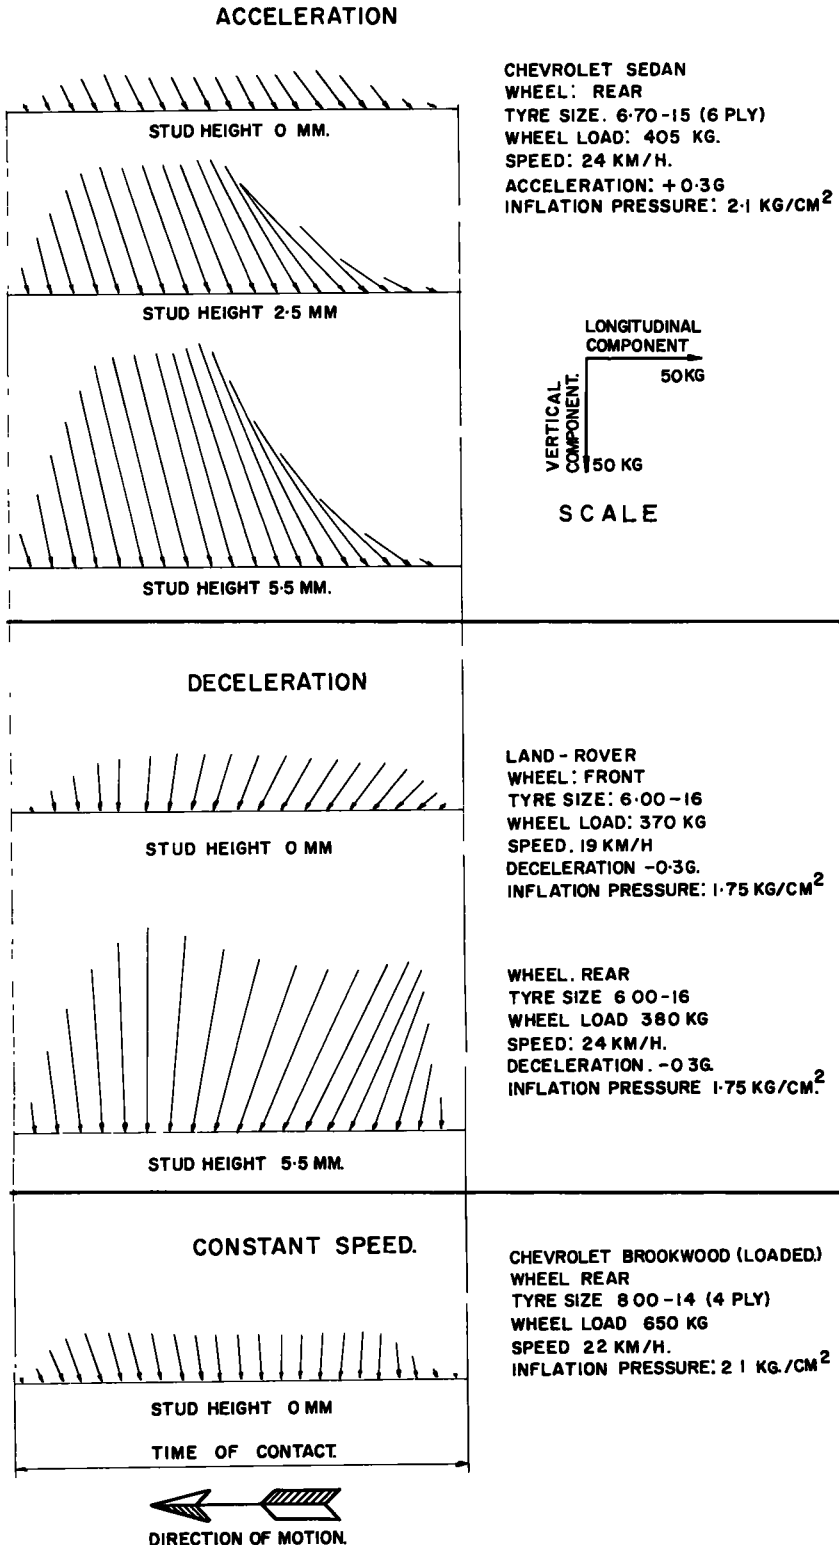 ACCELERATION
STUD HEIGHT 0 MM.
STUD HEIGHT 2·5 MM
STUD HEIGHT 5·5 MM.
CHEVROLET SEDAN
WHEEL: REAR
TYRE SIZE. 6·70-15 (6 PLY)
WHEEL LOAD: 405 KG.
SPEED: 24 KM/H.
ACCELERATION: +0·3G
INFLATION PRESSURE: 2·1 KG/CM²
LONGITUDINAL
COMPONENT
50 KG
VERTICAL
COMPONENT.
50 KG
SCALE
DECELERATION
STUD HEIGHT 0 MM
STUD HEIGHT 5·5 MM.
LAND-ROVER
WHEEL: FRONT
TYRE SIZE: 6·00-16
WHEEL LOAD: 370 KG
SPEED. 19 KM/H
DECELERATION -0·3G.
INFLATION PRESSURE: 1·75 KG/CM²
WHEEL. REAR
TYRE SIZE 6 00-16
WHEEL LOAD 380 KG
SPEED: 24 KM/H.
DECELERATION. -0 3G.
INFLATION PRESSURE 1·75 KG/CM.²
CONSTANT SPEED.
STUD HEIGHT 0 MM
CHEVROLET BROOKWOOD (LOADED.)
WHEEL REAR
TYRE SIZE 8 00-14 (4 PLY)
WHEEL LOAD 650 KG
SPEED 22 KM/H.
INFLATION PRESSURE: 2 1 KG./CM²
TIME OF CONTACT.
DIRECTION OF MOTION.